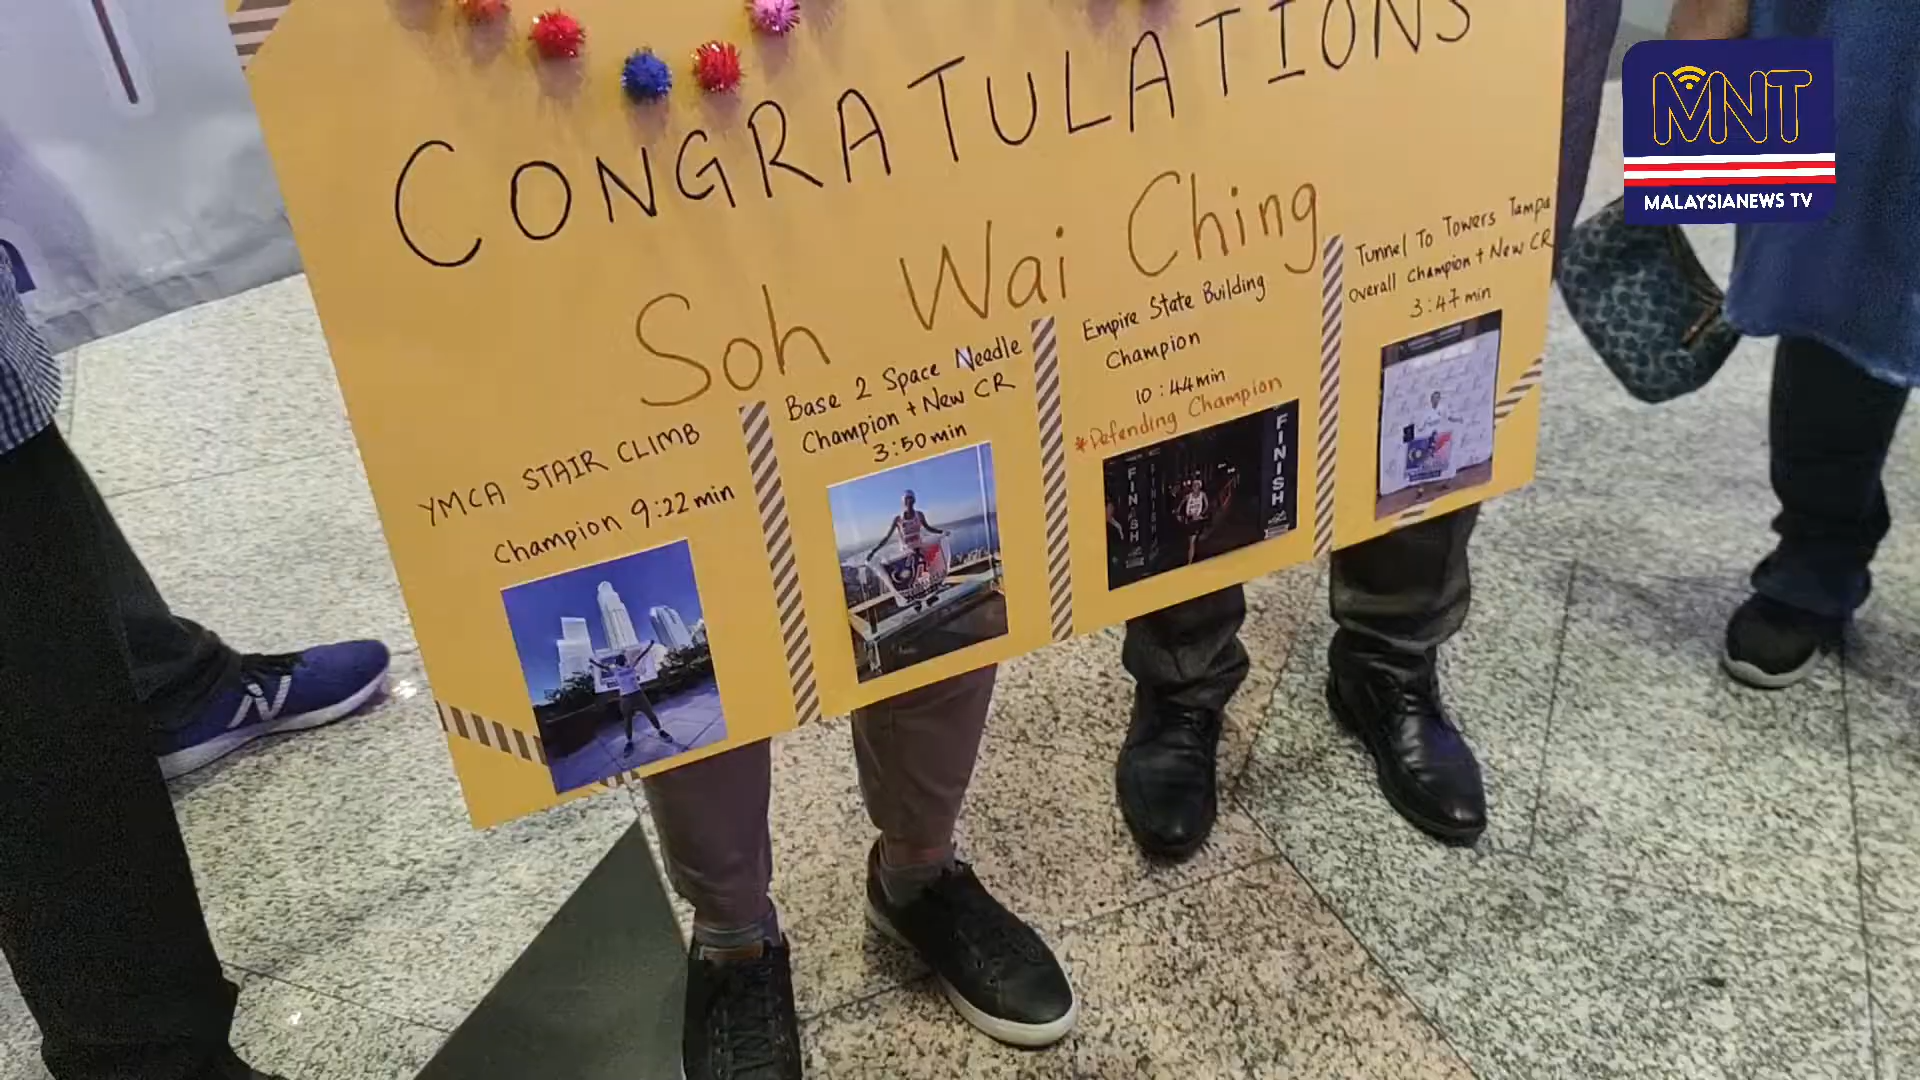 CONGRATULATIONS
Soh Wai Ching
YMCA STAIR CLIMB
Champion 9:22 min
Base 2 Space Needle
Champion + New CR
3:50 min
Empire State Building
Champion
10:44 min
*Defending Champion
FINISH
FINISH
FINISH
Tunnel To Towers Tampa
Overall Champion + New CR
3:47 min
MNT
MALAYSIANEWS TV